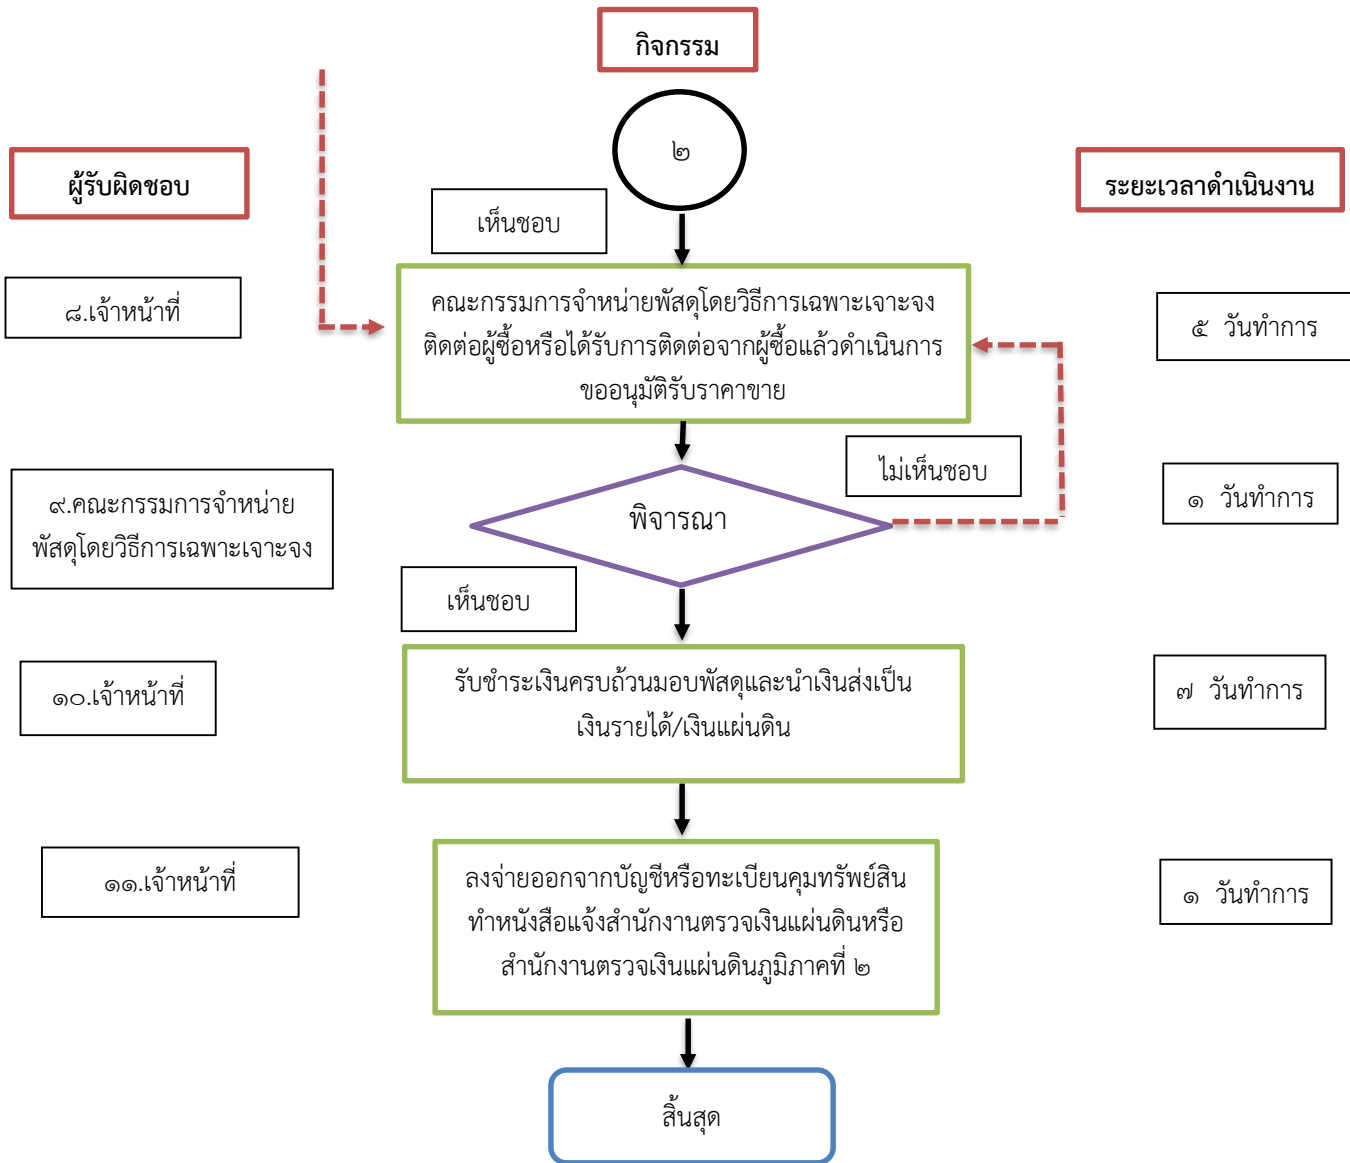 กิจกรรม
๒
ผู้รับผิดชอบ
ระยะเวลาดำเนินงาน
เห็นชอบ
๘.เจ้าหน้าที่
คณะกรรมการจำหน่ายพัสดุโดยวิธีการเฉพาะเจาะจง
ติดต่อผู้ซื้อหรือได้รับการติดต่อจากผู้ซื้อแล้วดำเนินการ
ขออนุมัติรับราคาขาย
๕ วันทำการ
ไม่เห็นชอบ
๙.คณะกรรมการจำหน่าย
พัสดุโดยวิธีการเฉพาะเจาะจง
พิจารณา
๑ วันทำการ
เห็นชอบ
๑๐.เจ้าหน้าที่
รับชำระเงินครบถ้วนมอบพัสดุและนำเงินส่งเป็น
เงินรายได้/เงินแผ่นดิน
๗ วันทำการ
๑๑.เจ้าหน้าที่
ลงจ่ายออกจากบัญชีหรือทะเบียนคุมทรัพย์สิน
ทำหนังสือแจ้งสำนักงานตรวจเงินแผ่นดินหรือ
สำนักงานตรวจเงินแผ่นดินภูมิภาคที่ ๒
๑ วันทำการ
สิ้นสุด